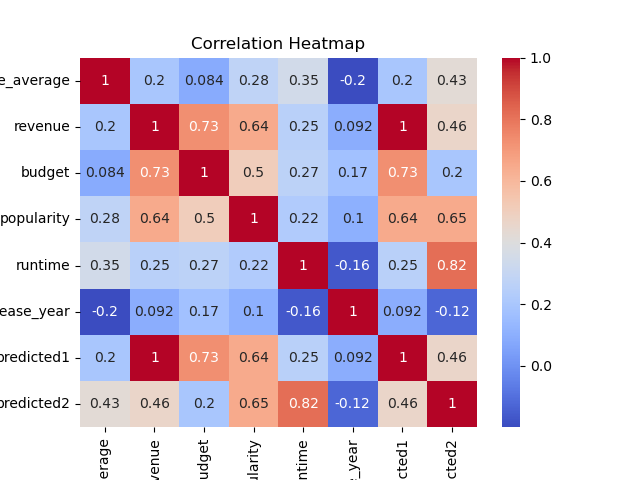 Correlation Heatmap
e_average 1 0.2 0.084 0.28 0.35 -0.2 0.2 0.43
revenue 0.2 1 0.73 0.64 0.25 0.092 1 0.46
budget 0.084 0.73 1 0.5 0.27 0.17 0.73 0.2
popularity 0.28 0.64 0.5 1 0.22 0.1 0.64 0.65
runtime 0.35 0.25 0.27 0.22 1 -0.16 0.25 0.82
ease_year -0.2 0.092 0.17 0.1 -0.16 1 0.092 -0.12
predicted1 0.2 1 0.73 0.64 0.25 0.092 1 0.46
predicted2 0.43 0.46 0.2 0.65 0.82 -0.12 0.46 1
erage
venue
udget
ularity
ntime
e_year
cted1
cted2
1.0
0.8
0.6
0.4
0.2
0.0